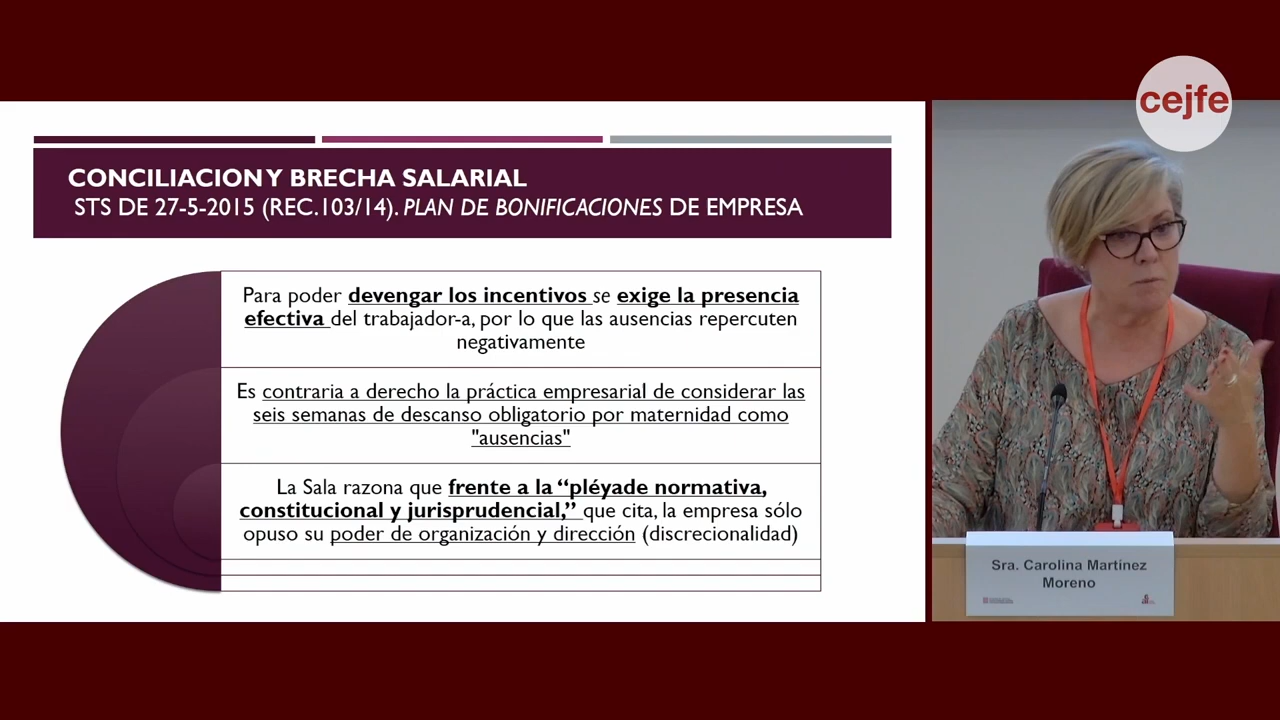 cejfe
CONCILIACION Y BRECHA SALARIAL
STS DE 27-5-2015 (REC.103/14). PLAN DE BONIFICACIONES DE EMPRESA
Para poder devengar los incentivos se exige la presencia
efectiva del trabajador-a, por lo que las ausencias repercuten
negativamente
Es contraria a derecho la práctica empresarial de considerar las
seis semanas de descanso obligatorio por maternidad como
"ausencias"
La Sala razona que frente a la “pléyade normativa,
constitucional y jurisprudencial,” que cita, la empresa sólo
opuso su poder de organización y dirección (discrecionalidad)
Sra. Carolina Martínez
Moreno